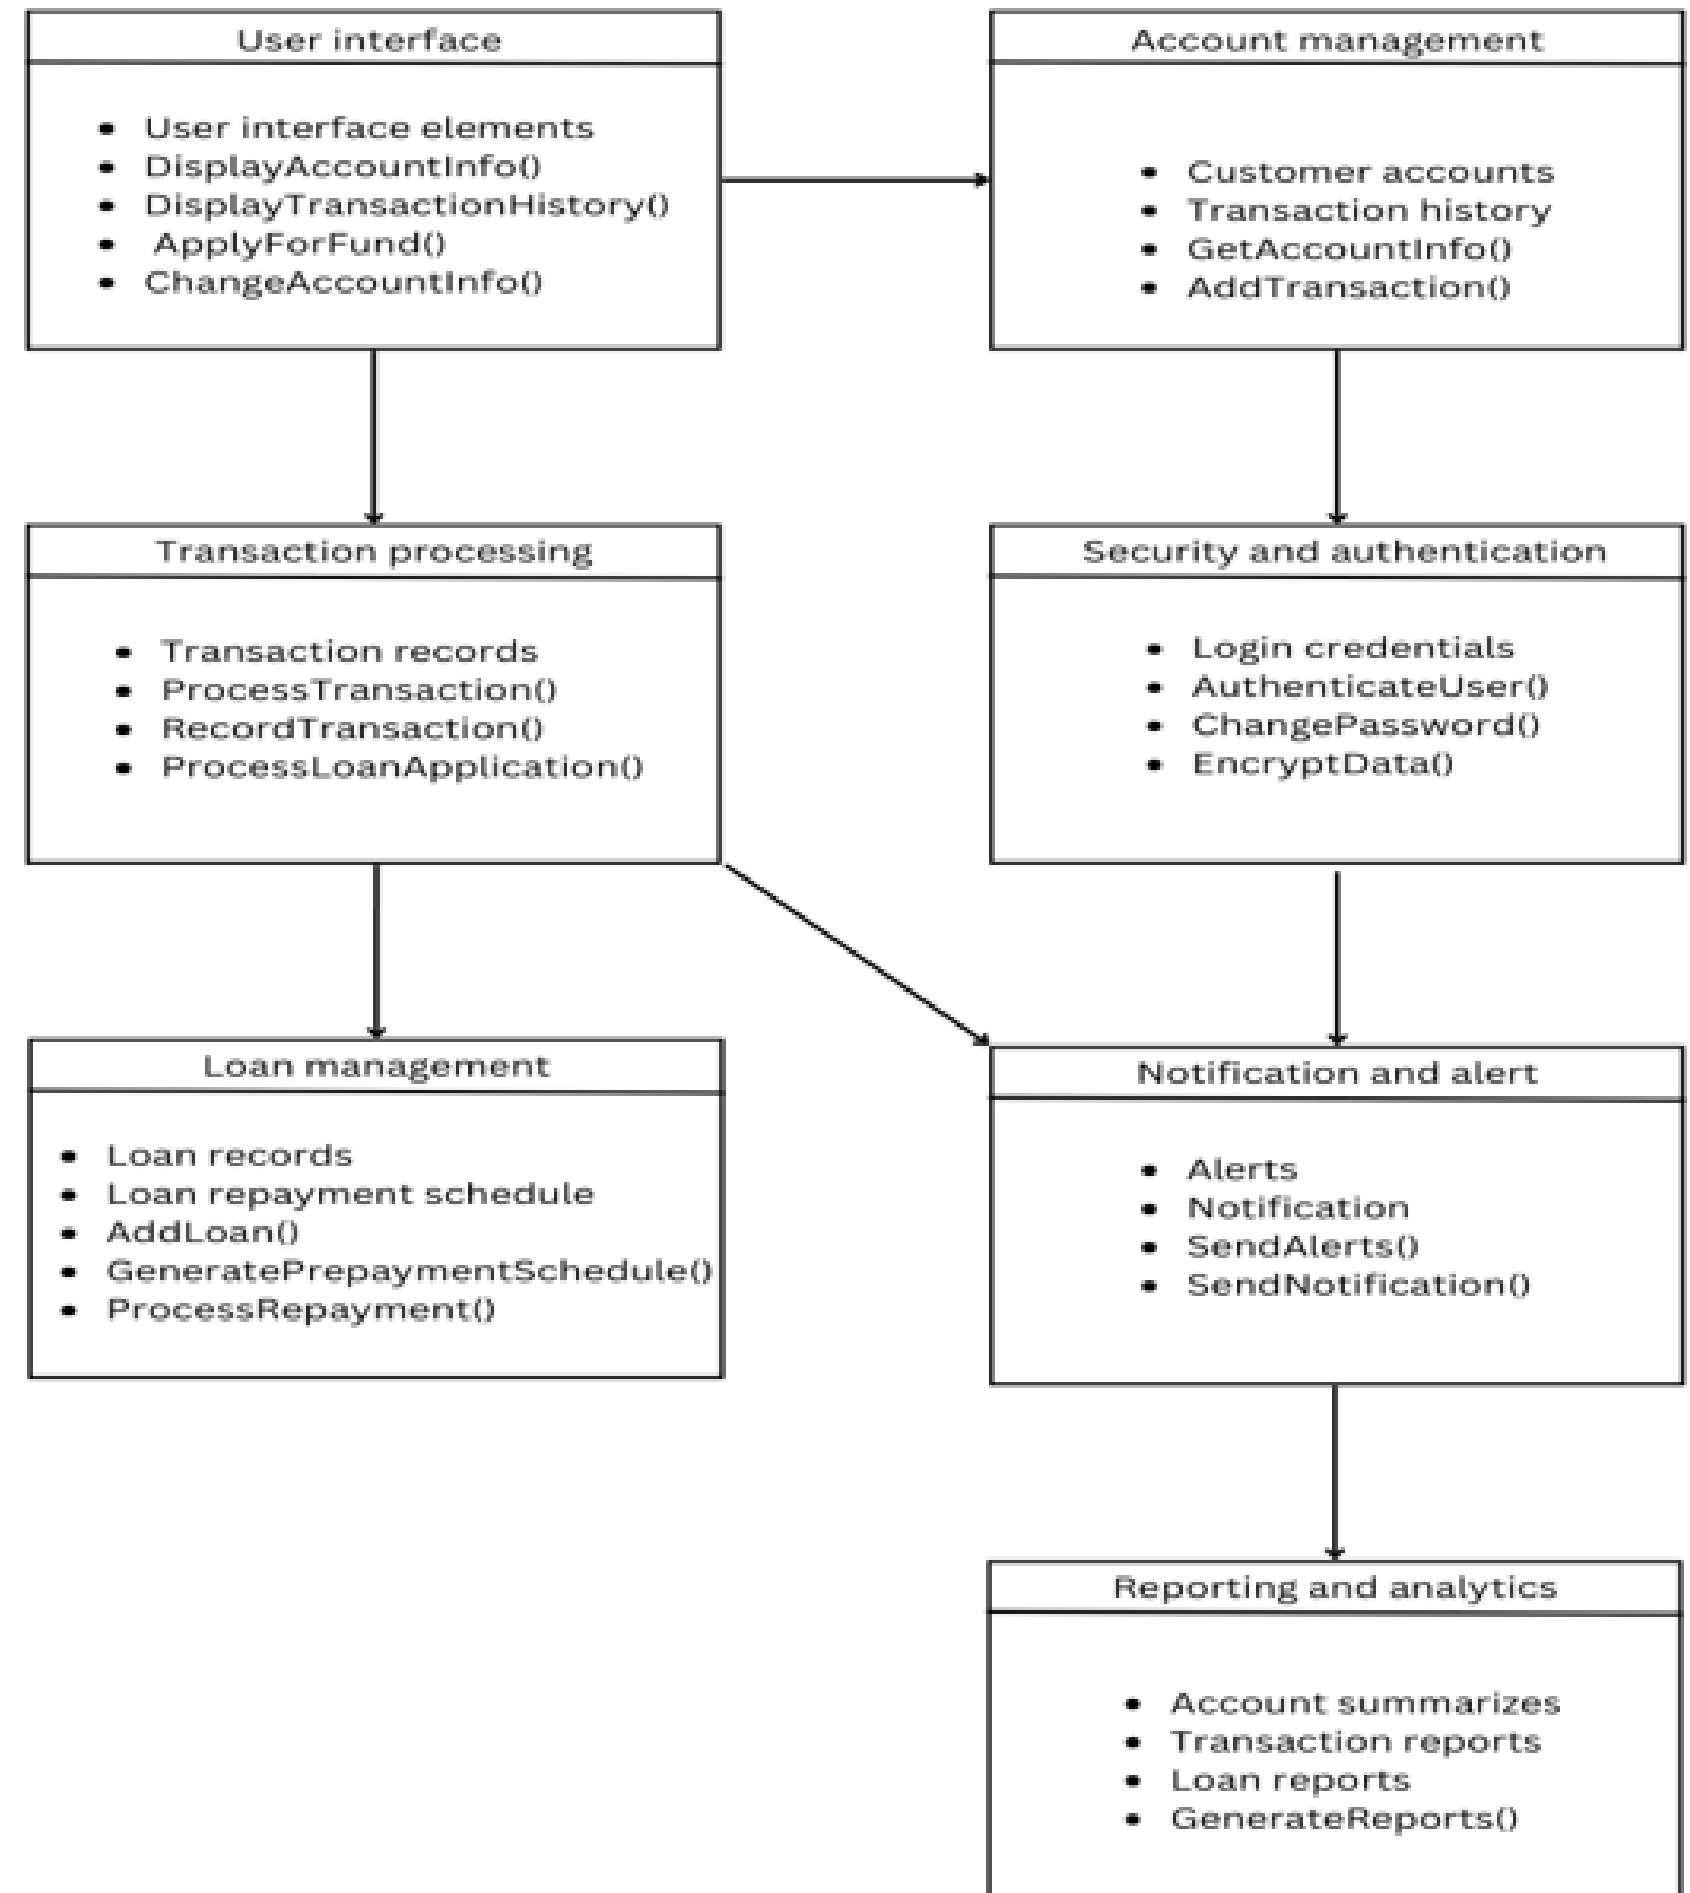 User interface
• User interface elements
• DisplayAccountInfo()
• DisplayTransactionHistory()
• ApplyForFund()
• ChangeAccountInfo()
Account management
• Customer accounts
• Transaction history
• GetAccountInfo()
• AddTransaction()
Transaction processing
• Transaction records
• ProcessTransaction()
• RecordTransaction()
• ProcessLoanApplication()
Security and authentication
• Login credentials
• AuthenticateUser()
• ChangePassword()
• EncryptData()
Loan management
• Loan records
• Loan repayment schedule
• AddLoan()
• GeneratePrepaymentSchedule()
• ProcessRepayment()
Notification and alert
• Alerts
• Notification
• SendAlerts()
• SendNotification()
Reporting and analytics
• Account summarizes
• Transaction reports
• Loan reports
• GenerateReports()